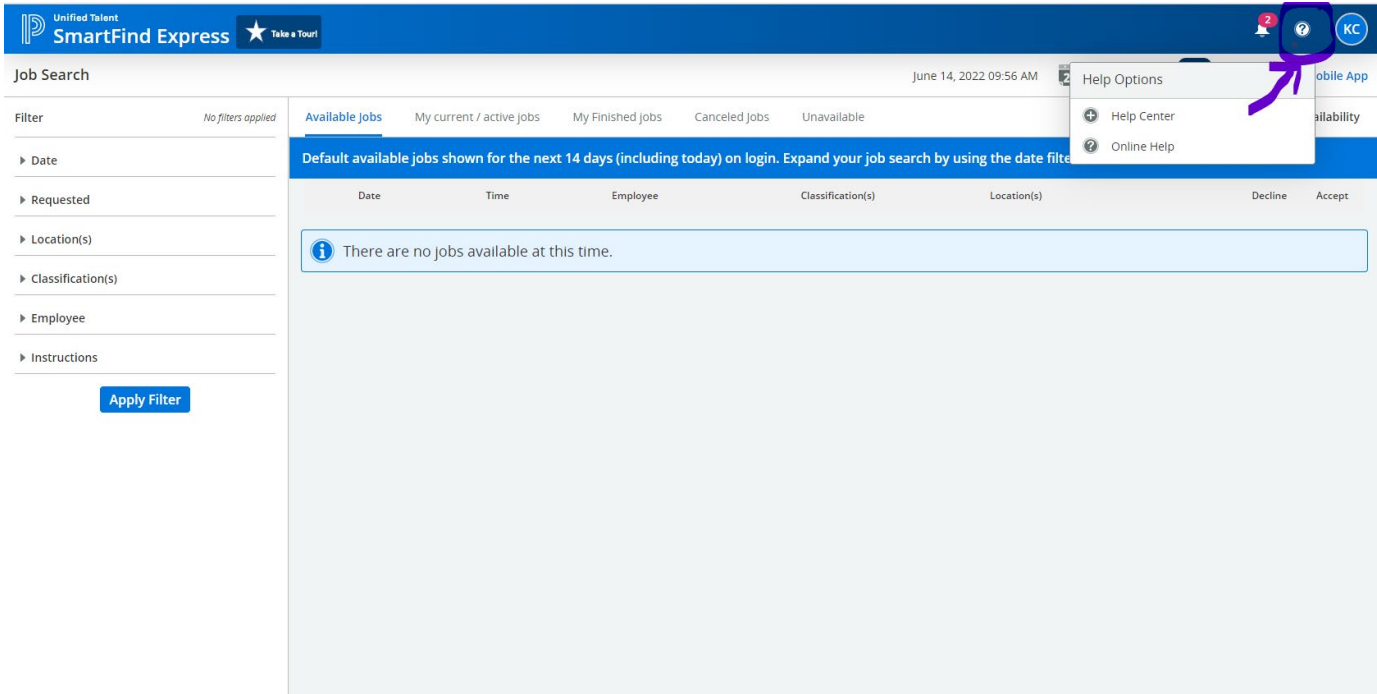 Unified Talent
SmartFind Express
Take a Tour!
2
KC
Job Search
June 14, 2022 09:56 AM
Help Options
Mobile App
Filter
No filters applied
Available Jobs
My current / active jobs
My Finished jobs
Canceled Jobs
Unavailable
Help Center
Online Help
Date
Default available jobs shown for the next 14 days (including today) on login. Expand your job search by using the date
Requested
Date
Time
Employee
Classification(s)
Location(s)
Decline
Accept
Location(s)
There are no jobs available at this time.
Classification(s)
Employee
Instructions
Apply Filter